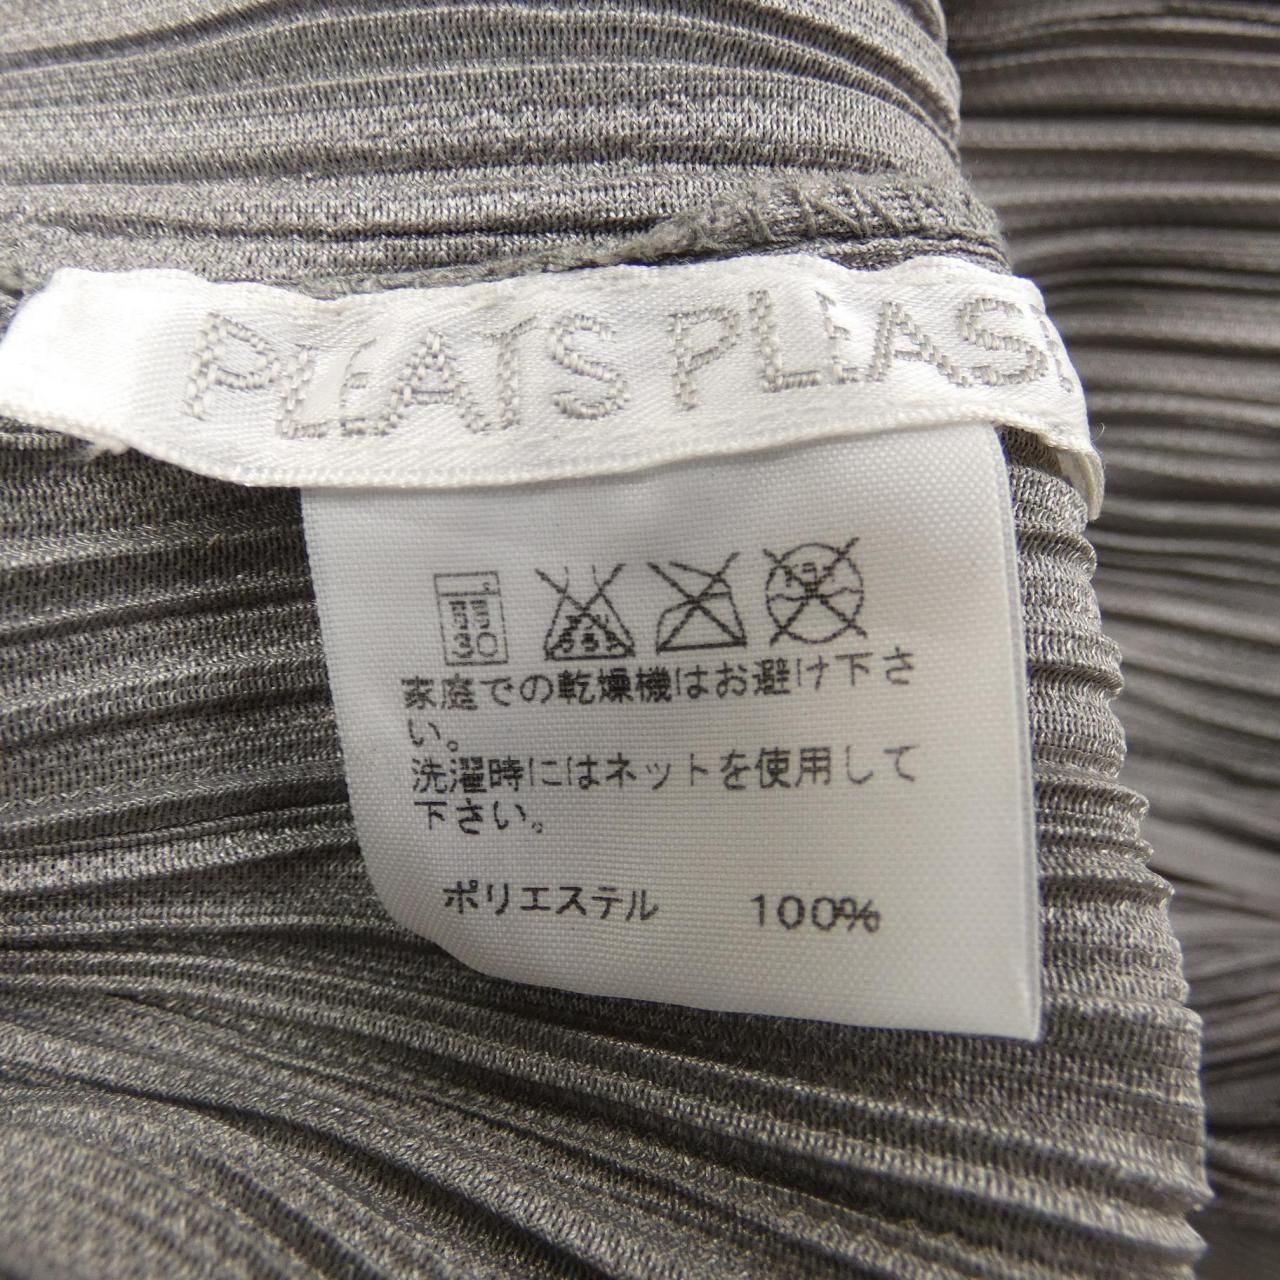 PLEATS PLEAS
30
家庭での乾燥機はお避け下さ
い。
洗濯時にはネットを使用して
下さい。
ポリエステル 100%